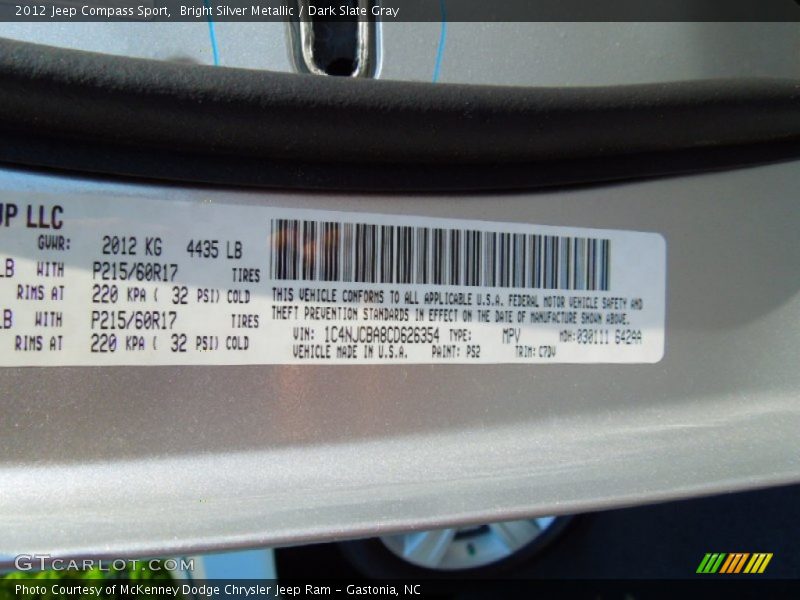 2012 Jeep Compass Sport,  Bright Silver Metallic / Dark Slate Gray
UP LLC
GVWR: 2012 KG 4435 LB
LB WITH P215/60R17 TIRES
RIMS AT 220 KPA ( 32 PSI) COLD
LB WITH P215/60R17 TIRES
RIMS AT 220 KPA ( 32 PSI) COLD
THIS VEHICLE CONFORMS TO ALL APPLICABLE U.S.A. FEDERAL MOTOR VEHICLE SAFETY AND
THEFT PREVENTION STANDARDS IN EFFECT ON THE DATE OF MANUFACTURE SHOWN ABOVE.
VIN: 1C4NJCBA8CD626354 TYPE: MPV MDH:030111 642AA
VEHICLE MADE IN U.S.A. PAINT: PS2 TRIM: C7DV
GTCARLOT.COM
Photo Courtesy of McKenney Dodge Chrysler Jeep Ram - Gastonia, NC